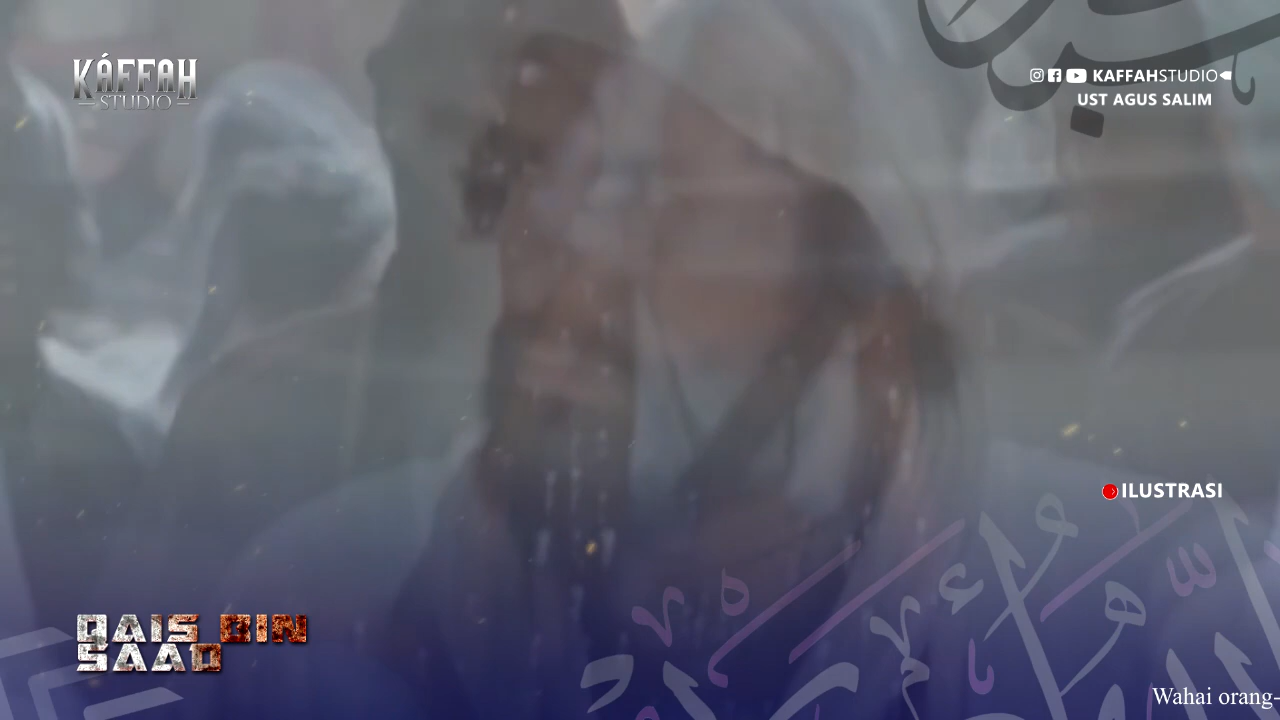 KÁFFAH
STUDIO
KAFFAHSTUDIO
UST AGUS SALIM
ILUSTRASI
QAIS BIN
SAAD
Wahai orang-